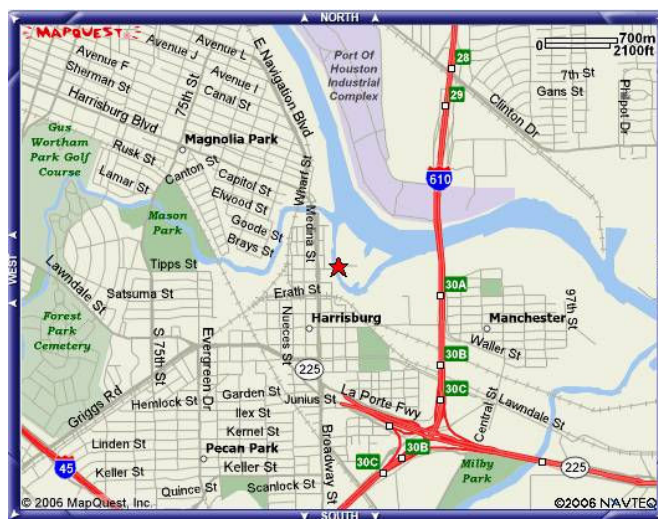 NORTH
MAPQUEST
700m
2100ft
Avenue L
Avenue J
Avenue F
Avenue I
Sherman St
Canal St
75th St
Harrisburg Blvd
E Navigation Blvd
Port Of
Houston
Industrial
Complex
28
29
7th St
Gans St
Philpot Dr
Clinton Dr
Gus
Wortham
Park Golf
Course
Magnolia Park
Rusk St
Lamar St
Canton St
Capitol St
Elwood St
Goode St
Brays St
Wharf St
Medina St
610
Mason
Park
WEST
Tipps St
Lawndale St
Satsuma St
Erath St
30A
97th St
Harrisburg
Manchester
Forest
Park
Cemetery
S 75th St
Evergreen Dr
Nueces St
Waller St
30B
225
30C
La Porte Fwy
Griggs Rd
Hemlock St
Garden St
Junius St
Ilex St
Kernel St
Central St
Lawndale St
Linden St
Pecan Park
Broadway St
30B
30C
45
Keller St
Keller St
Milby
Park
225
Quince St
Scanlock St
© 2006 MapQuest, Inc.
©2006 NAVTEQ
SOUTH